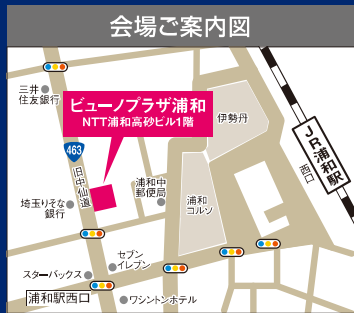 会場ご案内図
三井
住友銀行
ビューノプラザ浦和
NTT浦和高砂ビル1階
伊勢丹
JR浦和駅
西口
463
旧中仙道
浦和中
郵便局
浦和
コルソ
埼玉りそな
銀行
セブン
イレブン
スターバックス
浦和駅西口
ワシントンホテル